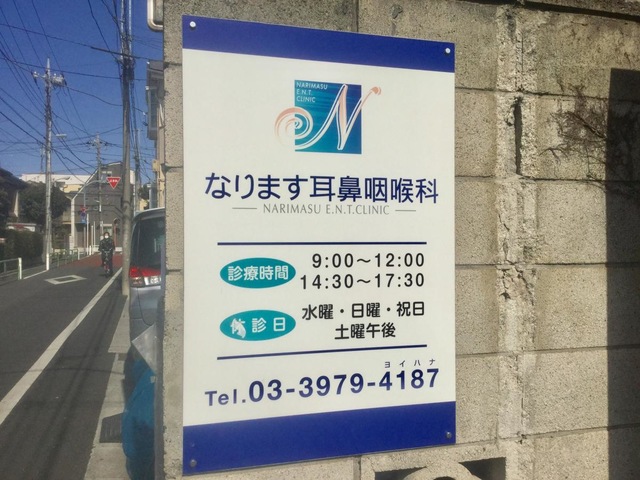 NARIMASU
E.N.T.
CLINIC
N
なります耳鼻咽喉科
NARIMASU E.N.T.CLINIC
診療時間 9:00～12:00
14:30～17:30
休診日 水曜・日曜・祝日
土曜午後
ヨイハナ
Tel.03-3979-4187